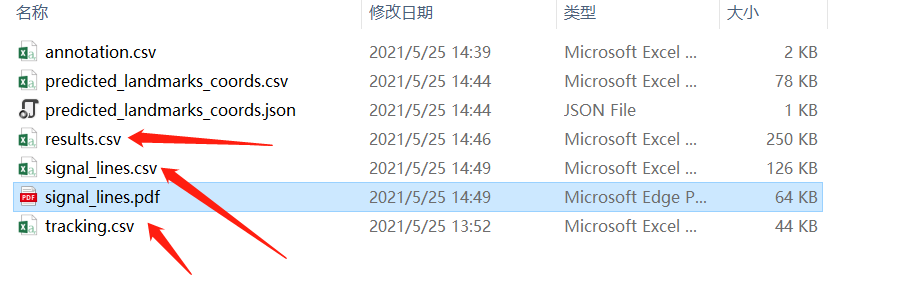 名称 修改日期 类型 大小
annotation.csv 2021/5/25 14:39 Microsoft Excel ... 2 KB
predicted_landmarks_coords.csv 2021/5/25 14:44 Microsoft Excel ... 78 KB
predicted_landmarks_coords.json 2021/5/25 14:44 JSON File 1 KB
results.csv 2021/5/25 14:46 Microsoft Excel ... 250 KB
signal_lines.csv 2021/5/25 14:49 Microsoft Excel ... 126 KB
PDF signal_lines.pdf 2021/5/25 14:49 Microsoft Edge P... 64 KB
tracking.csv 2021/5/25 13:52 Microsoft Excel ... 44 KB